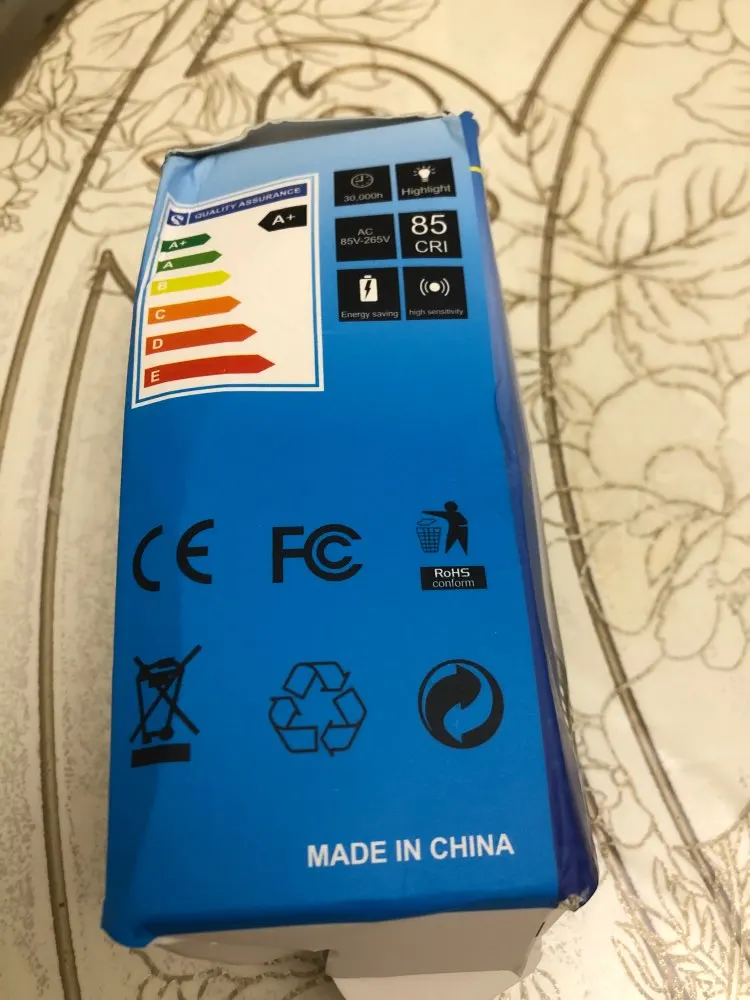 QUALITY ASSURANCE
A+
A+
A
B
C
D
E
30,000h
Highlight
AC
85V-265V
85
CRI
Energy saving
high sensitivity
CE
FC
RoHS
conform
MADE IN CHINA